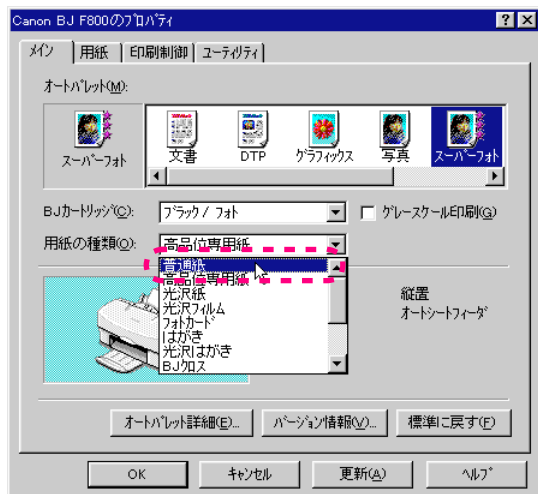 Canon BJ F800のﾌﾟﾛﾊﾟﾃｨ
ﾒｲﾝ 用紙 印刷制御 ﾕｰﾃｨﾘﾃｨ
ｵｰﾄﾊﾟﾚｯﾄ(M):
ｽｰﾊﾟｰﾌｫﾄ 文書 DTP ｸﾞﾗﾌｨｯｸｽ 写真 ｽｰﾊﾟｰﾌｫﾄ
BJｶｰﾄﾘｯｼﾞ(C): ﾌﾞﾗｯｸ / ﾌｫﾄ ｸﾞﾚｰｽｹｰﾙ印刷(G)
用紙の種類(O): 高品位専用紙
普通紙
高品位専用紙
光沢紙
光沢ﾌｨﾙﾑ
ﾌｫﾄｶｰﾄﾞ
はがき
光沢はがき
BJｸﾛｽ
縦置
ｵｰﾄｼｰﾄﾌｨｰﾀﾞ
ｵｰﾄﾊﾟﾚｯﾄ詳細(E)... ﾊﾞｰｼﾞｮﾝ情報(V)... 標準に戻す(F)
OK ｷｬﾝｾﾙ 更新(A) ﾍﾙﾌﾟ